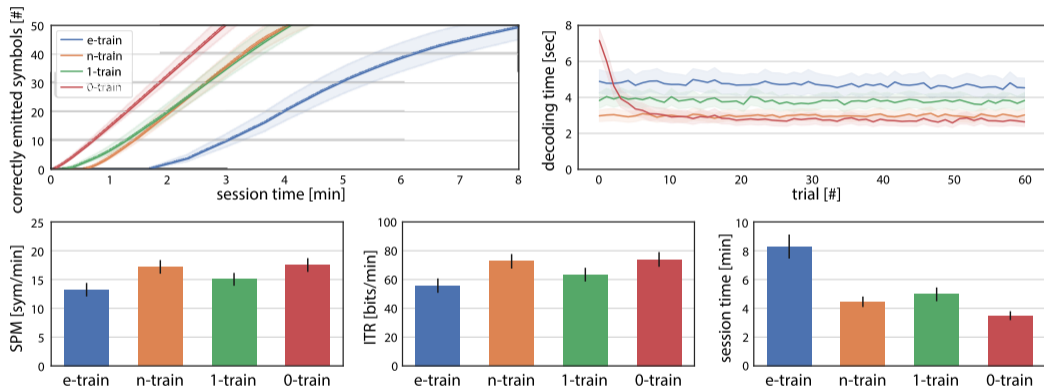 correctly emitted symbols [#]
50
40
30
20
10
0
e-train
n-train
1-train
0-train
0 1 2 3 4 5 6 7 8
session time [min]
decoding time [sec]
8
6
4
2
0
0 10 20 30 40 50 60
trial [#]
SPM [sym/min]
25
20
15
10
5
0
e-train n-train 1-train 0-train
ITR [bits/min]
100
80
60
40
20
0
e-train n-train 1-train 0-train
session time [min]
10
8
6
4
2
0
e-train n-train 1-train 0-train